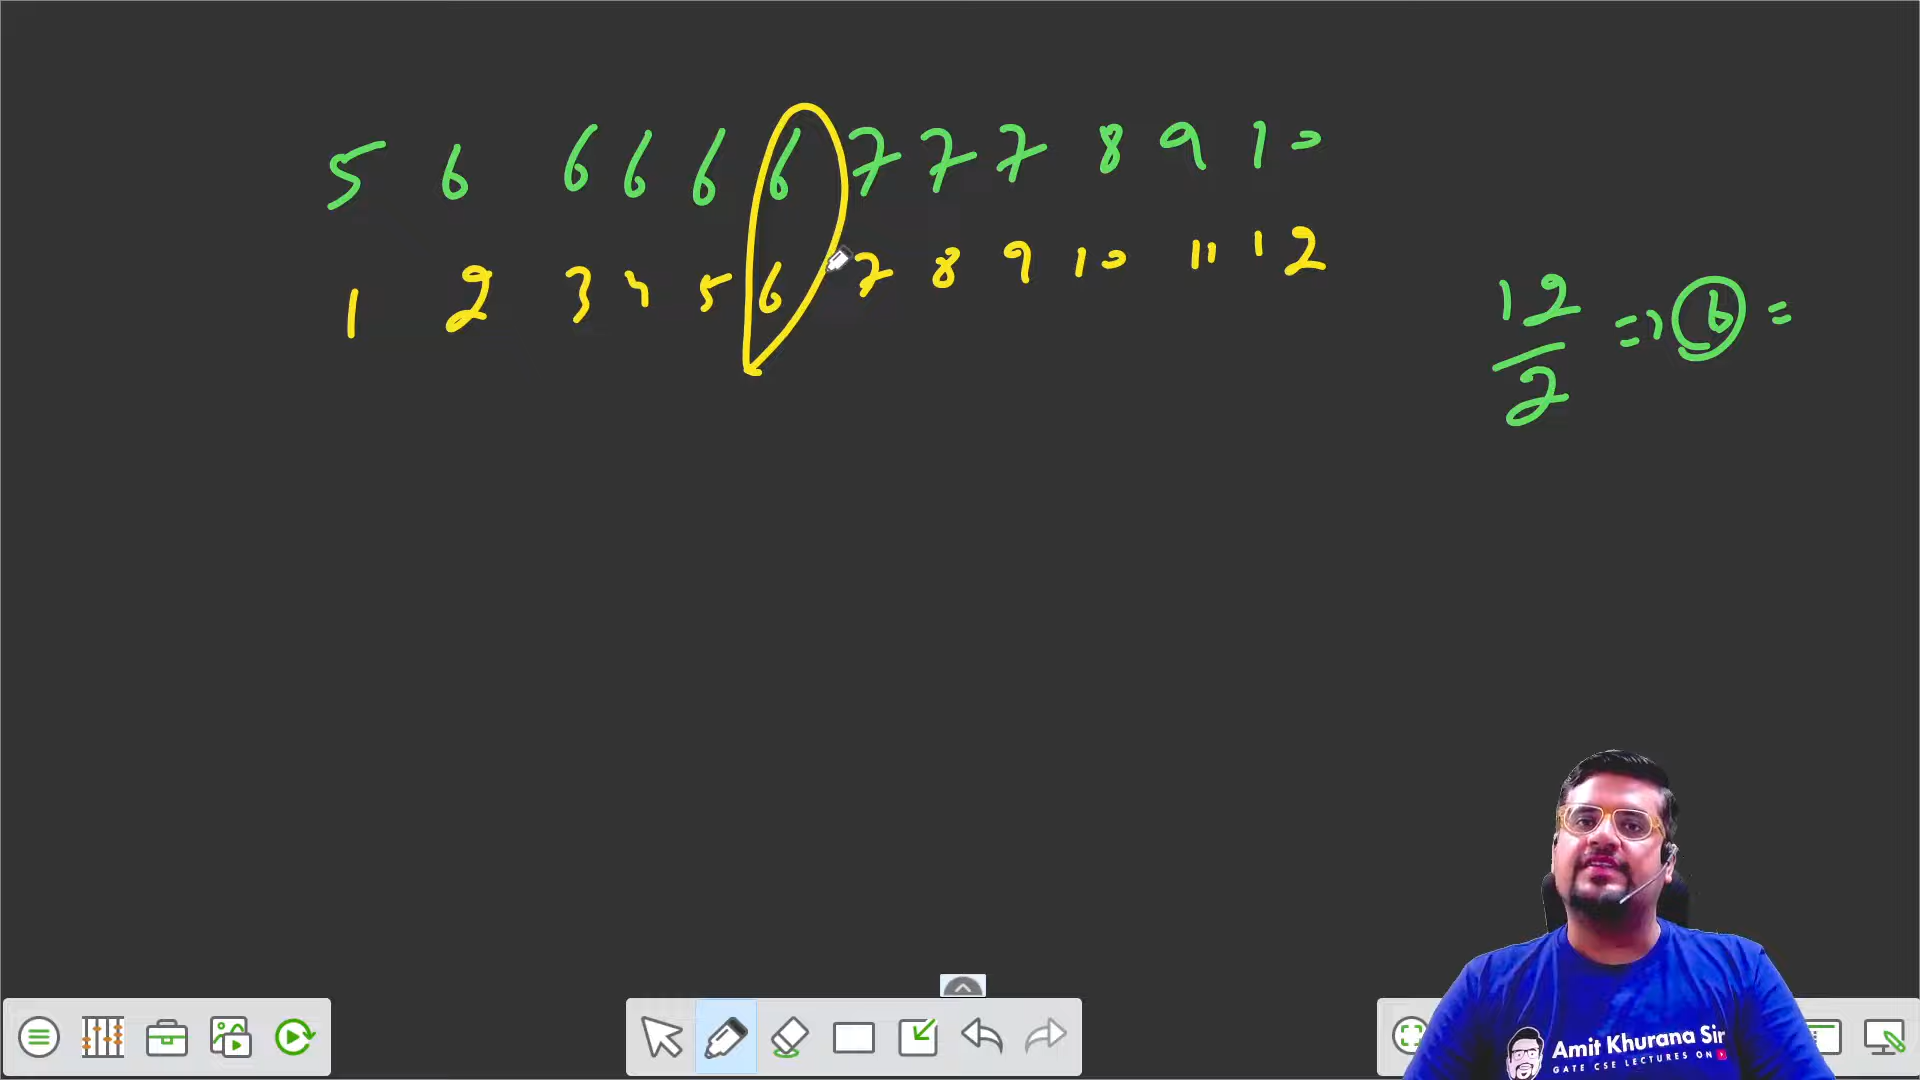 5 6 6 6 6 6 7 7 7 8 9 10
1 2 3 4 5 6 7 8 9 10 11 12
12/2 => 6 =
Amit Khurana Sir
GATE CSE LECTURES ON